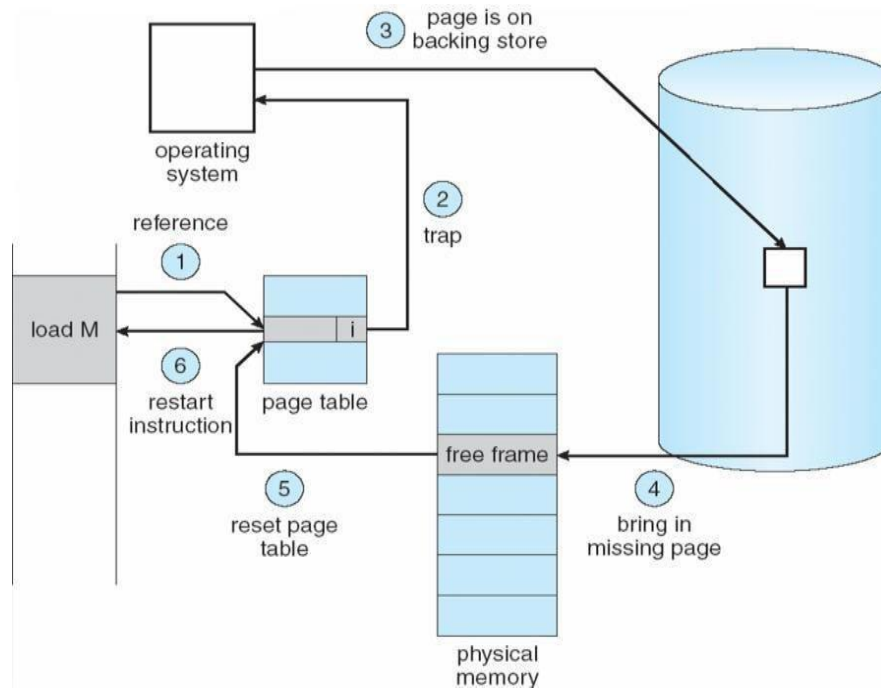 3
page is on
backing store
operating
system
2
trap
reference
1
load M
i
6
restart
instruction
page table
free frame
5
reset page
table
4
bring in
missing page
physical
memory